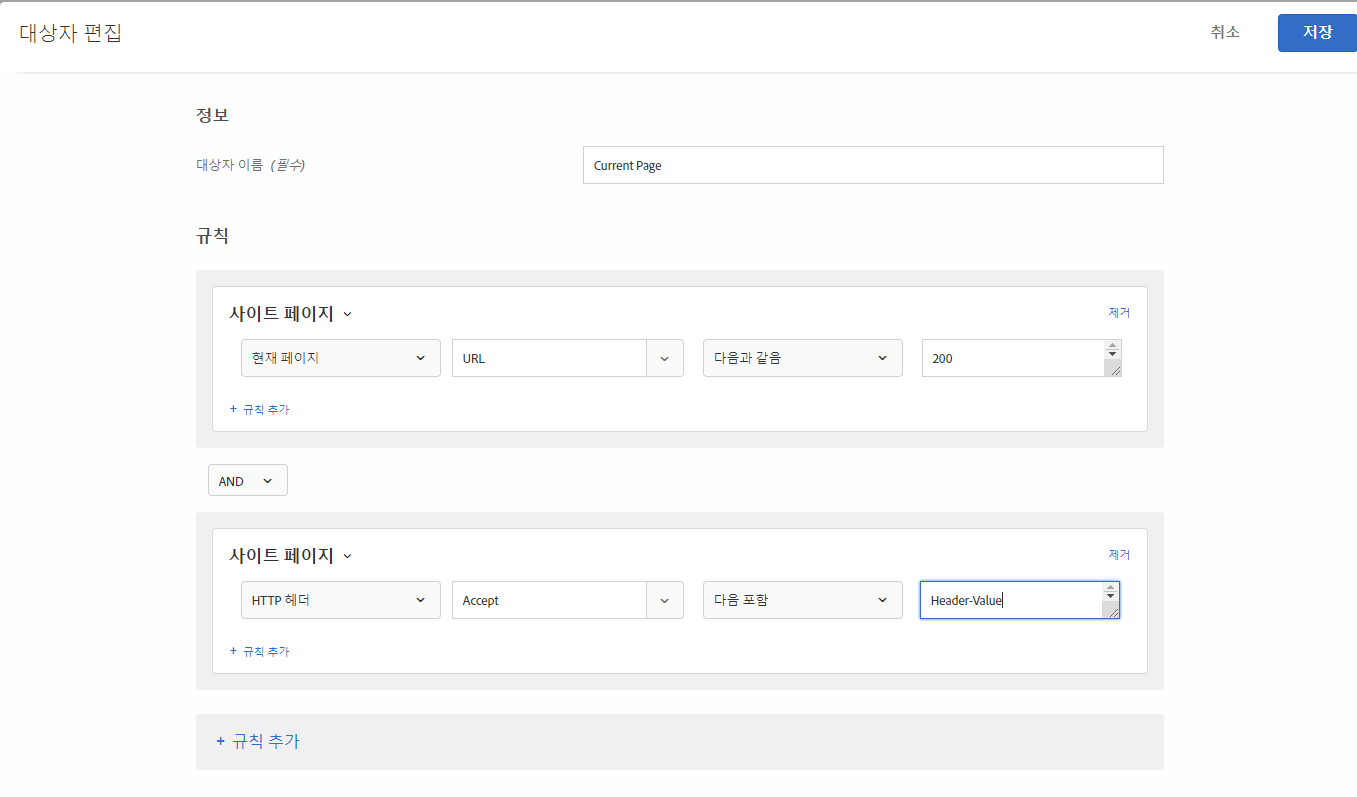 대상자 편집
취소
저장
정보
대상자 이름 (필수)
Current Page
규칙
사이트 페이지
제거
현재 페이지
URL
다음과 같음
200
+ 규칙 추가
AND
사이트 페이지
제거
HTTP 헤더
Accept
다음 포함
Header-Value
+ 규칙 추가
+ 규칙 추가